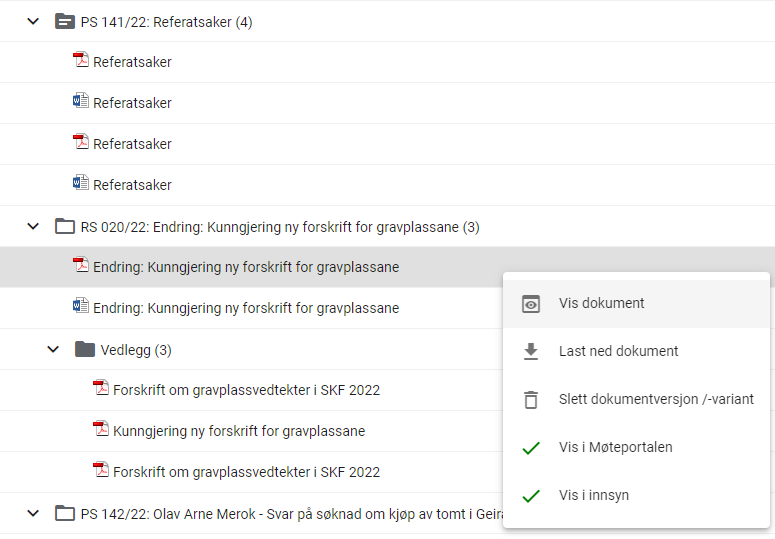 PS 141/22: Referatsaker (4)
Referatsaker
Referatsaker
Referatsaker
Referatsaker
RS 020/22: Endring: Kunngjering ny forskrift for gravplassane (3)
Endring: Kunngjering ny forskrift for gravplassane
Endring: Kunngjering ny forskrift for gravplassane
Vedlegg (3)
Forskrift om gravplassvedtekter i SKF 2022
Kunngjering ny forskrift for gravplassane
Forskrift om gravplassvedtekter i SKF 2022
PS 142/22: Olav Arne Merok - Svar på søknad om kjøp av tomt i Geira
Vis dokument
Last ned dokument
Slett dokumentversjon /-variant
Vis i Møteportalen
Vis i innsyn